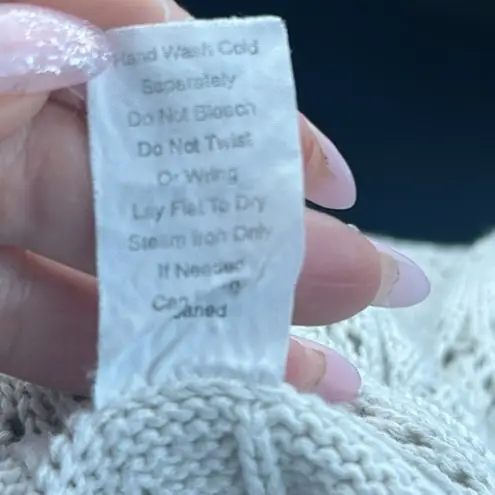 Hand Wash Cold
Separately
Do Not Bleach
Do Not Twist
Or Wring
Lay Flat To Dry
Steam Iron Only
If Needed
Can